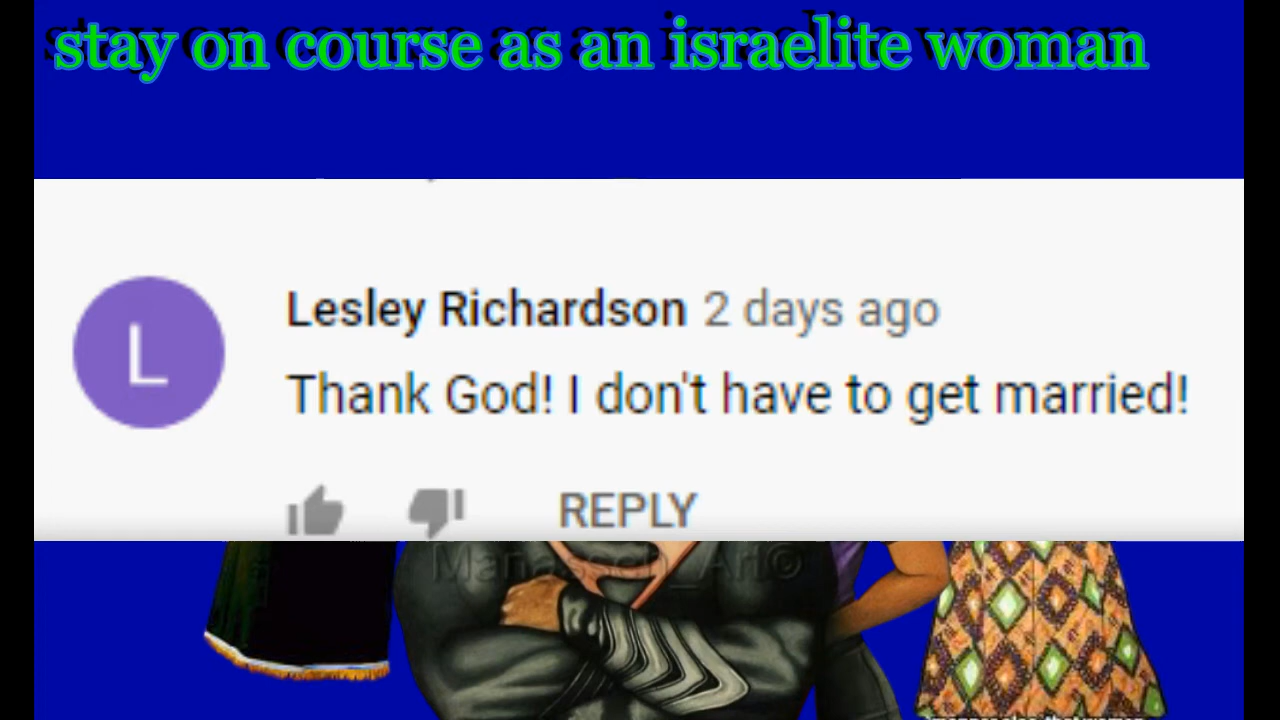 stay on course as an israelite woman
L
Lesley Richardson 2 days ago
Thank God! I don't have to get married!
REPLY
Manasseh_Art©